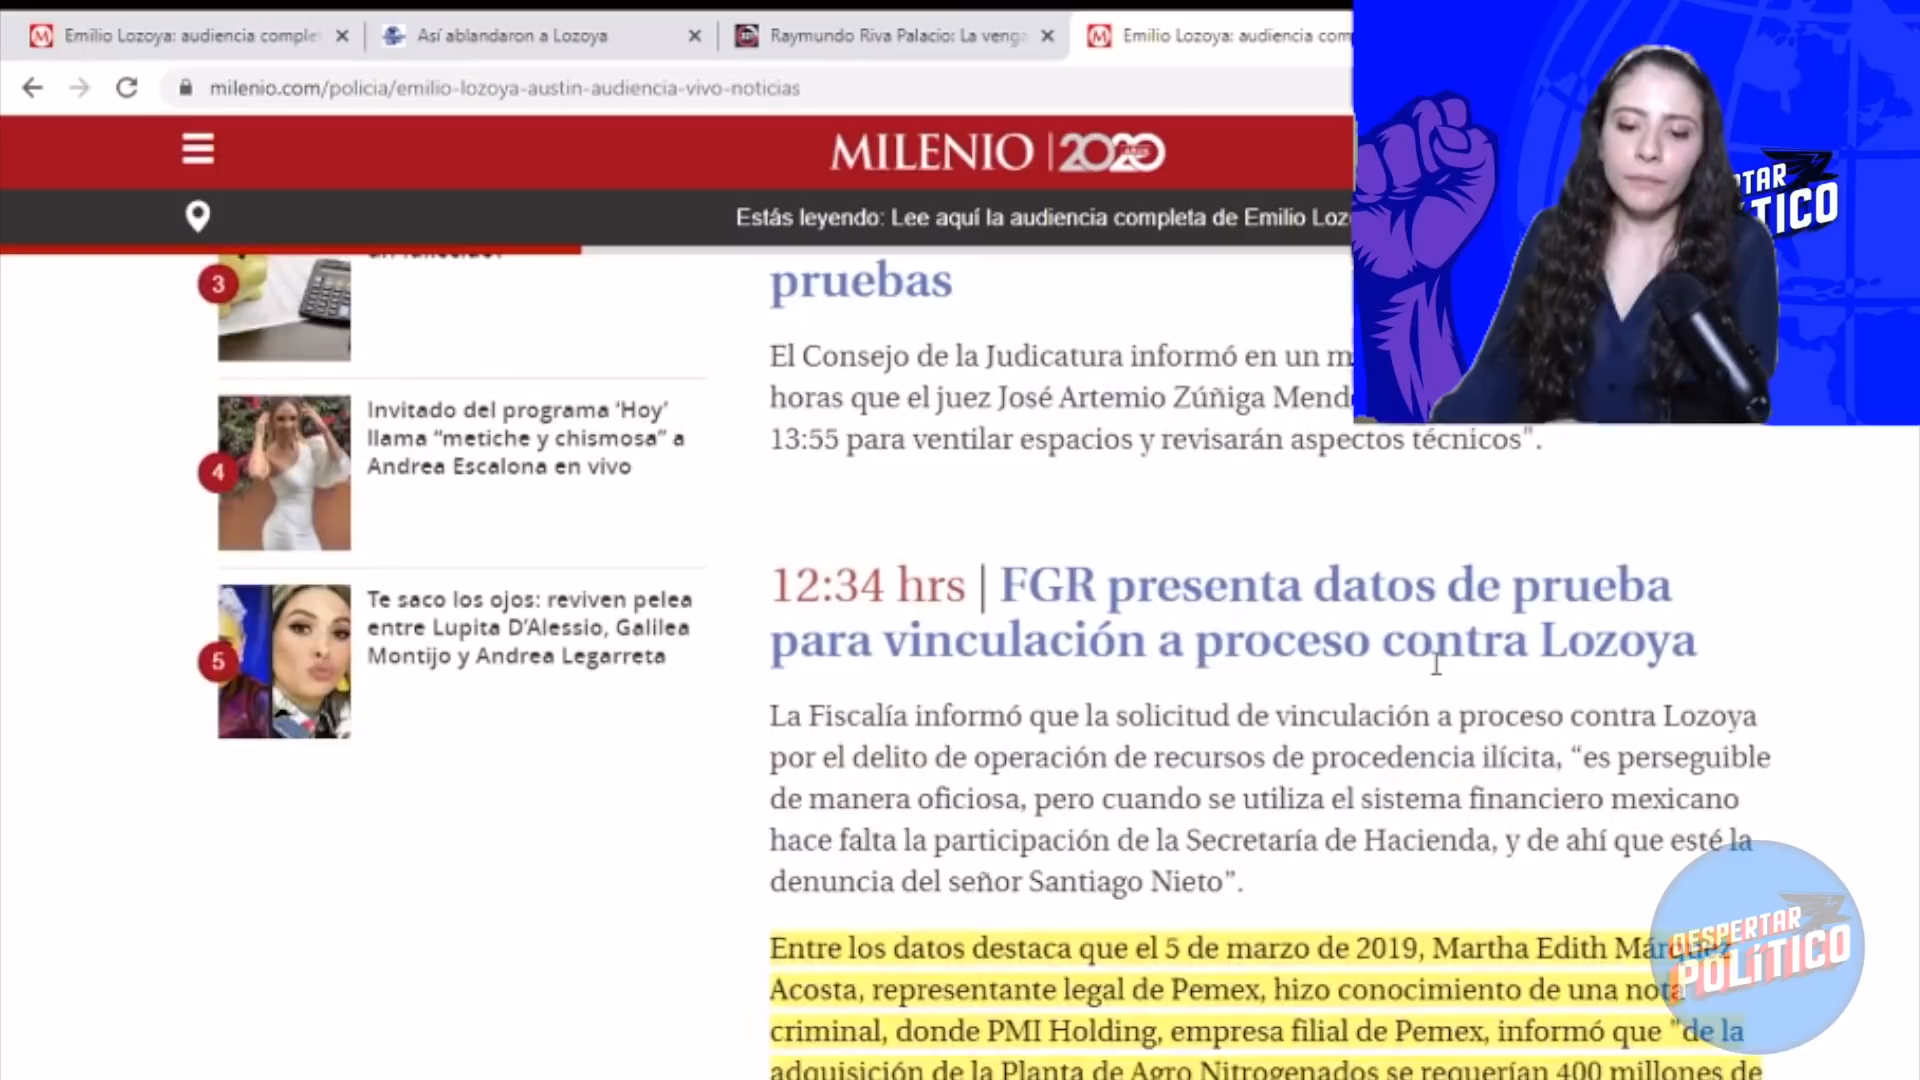 Emilio Lozoya: audiencia comple
Así ablandaron a Lozoya
Raymundo Riva Palacio: La veng
Emilio Lozoya: audiencia com
milenio.com/policia/emilio-lozoya-austin-audiencia-vivo-noticias
MILENIO | 2020
Estás leyendo: Lee aquí la audiencia completa de Emilio Loz
TAR
TICO
3
4
Invitado del programa ‘Hoy’
llama “metiche y chismosa” a
Andrea Escalona en vivo
5
Te saco los ojos: reviven pelea
entre Lupita D’Alessio, Galilea
Montijo y Andrea Legarreta
pruebas
El Consejo de la Judicatura informó en un m
horas que el juez José Artemio Zúñiga Mend
13:55 para ventilar espacios y revisarán aspectos técnicos".
12:34 hrs | FGR presenta datos de prueba
para vinculación a proceso contra Lozoya
La Fiscalía informó que la solicitud de vinculación a proceso contra Lozoya
por el delito de operación de recursos de procedencia ilícita, “es perseguible
de manera oficiosa, pero cuando se utiliza el sistema financiero mexicano
hace falta la participación de la Secretaría de Hacienda, y de ahí que esté la
denuncia del señor Santiago Nieto”.
Entre los datos destaca que el 5 de marzo de 2019, Martha Edith Márquez
Acosta, representante legal de Pemex, hizo conocimiento de una nota
criminal, donde PMI Holding, empresa filial de Pemex, informó que "de la
adquisición de la Planta de Agro Nitrogenados se requerían 400 millones de
DESPERTAR
POLÍTICO